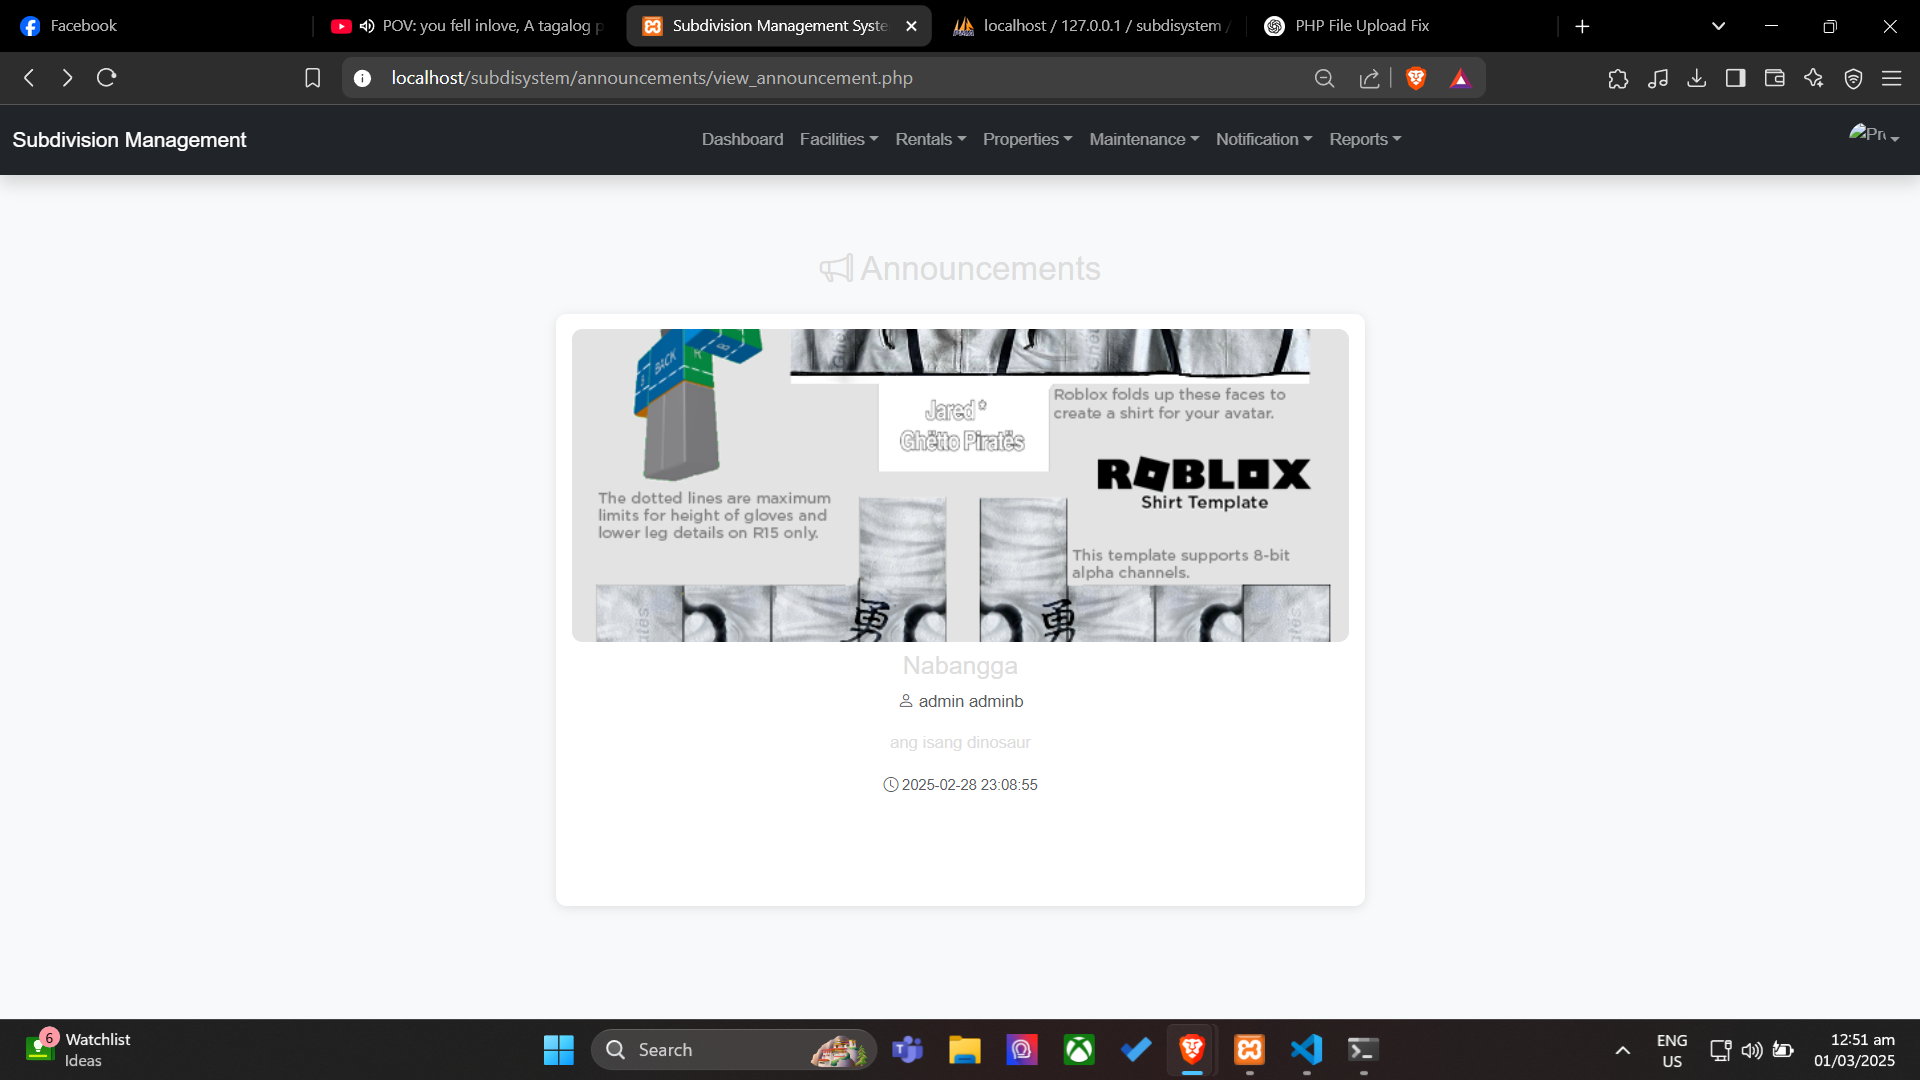 Facebook
POV: you fell inlove, A tagalog p
Subdivision Management Syste
localhost / 127.0.0.1 / subdisystem /
PHP File Upload Fix
localhost/subdisystem/announcements/view_announcement.php
Subdivision Management
Dashboard Facilities Rentals Properties Maintenance Notification Reports
Pr
Announcements
BACK
R
B
Roblox folds up these faces to
create a shirt for your avatar.
Jared *
Ghëtto Piratës
ROBLOX
Shirt Template
The dotted lines are maximum
limits for height of gloves and
lower leg details on R15 only.
This template supports 8-bit
alpha channels.
勇 勇
Nabangga
admin adminb
ang isang dinosaur
2025-02-28 23:08:55
6
Watchlist
Ideas
Search
ENG
US
12:51 am
01/03/2025